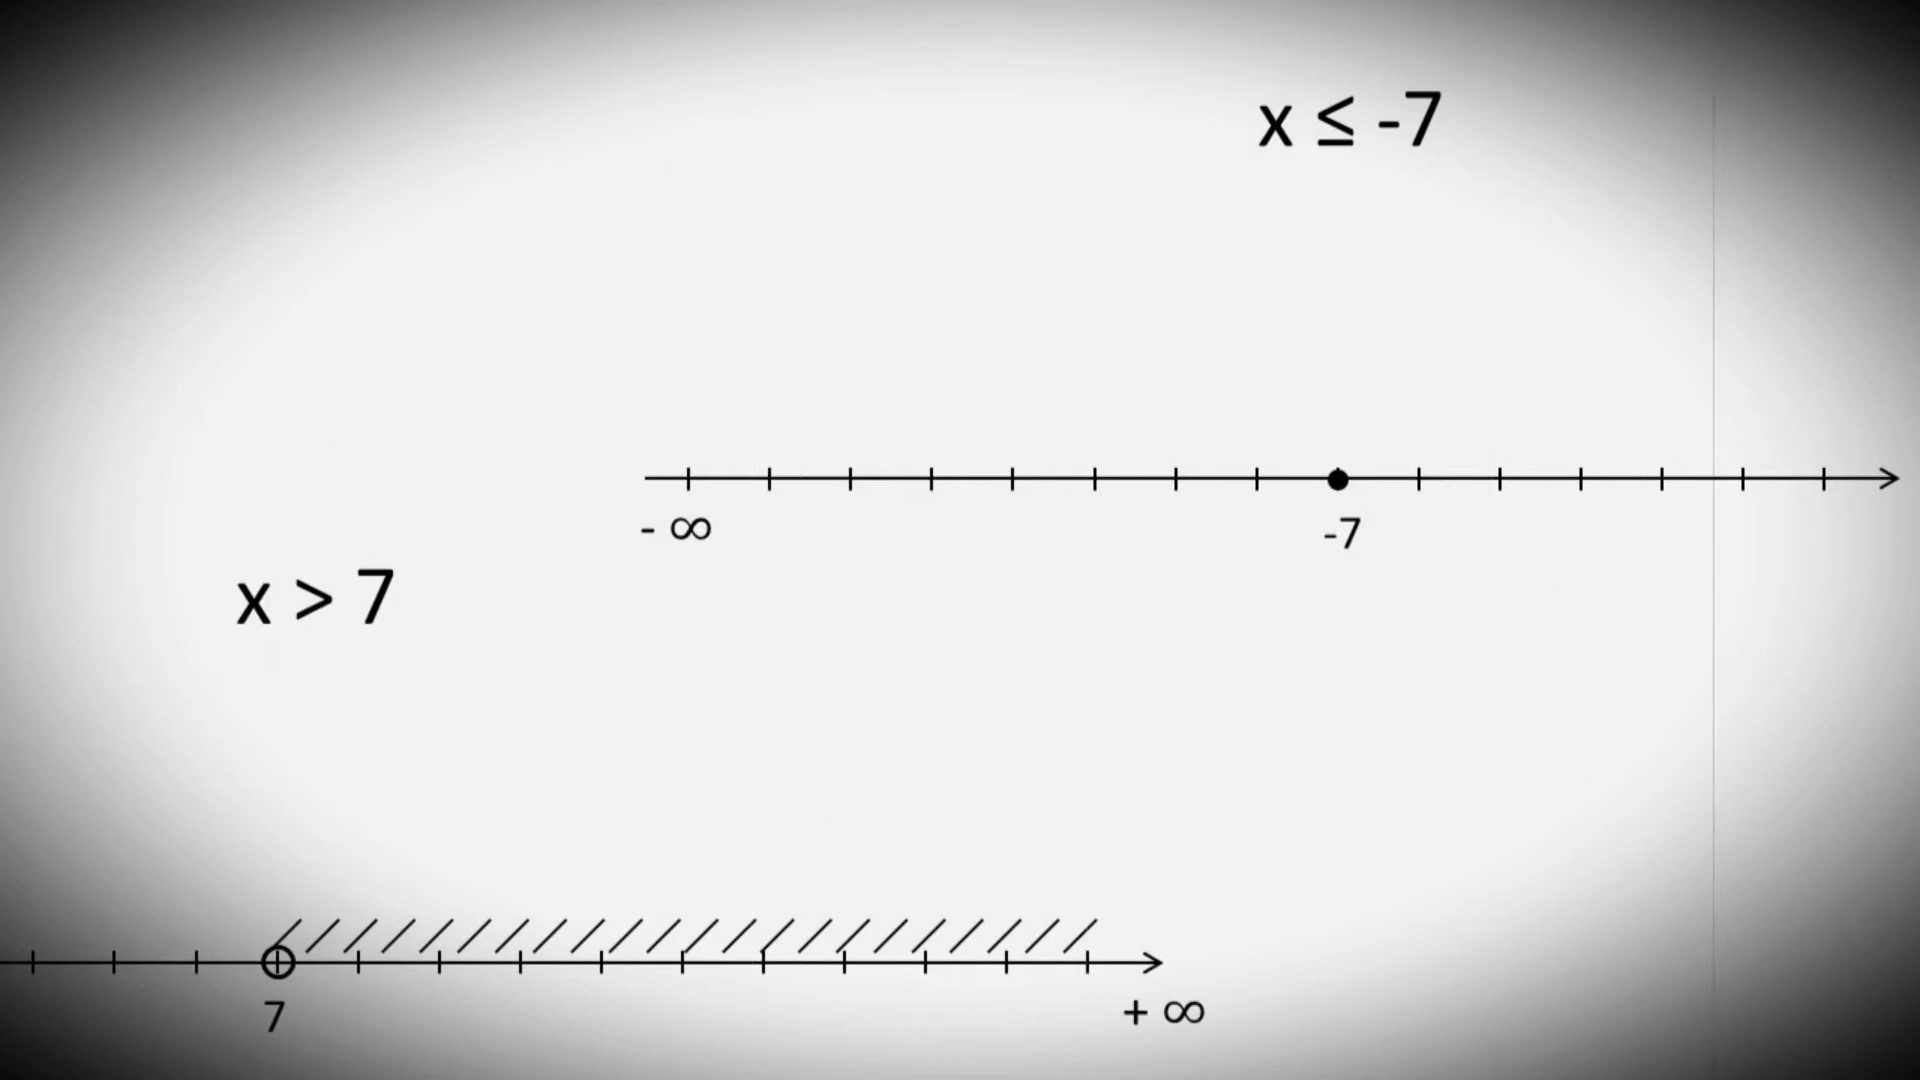 x ≤ -7
- ∞ -7
x > 7
7 + ∞